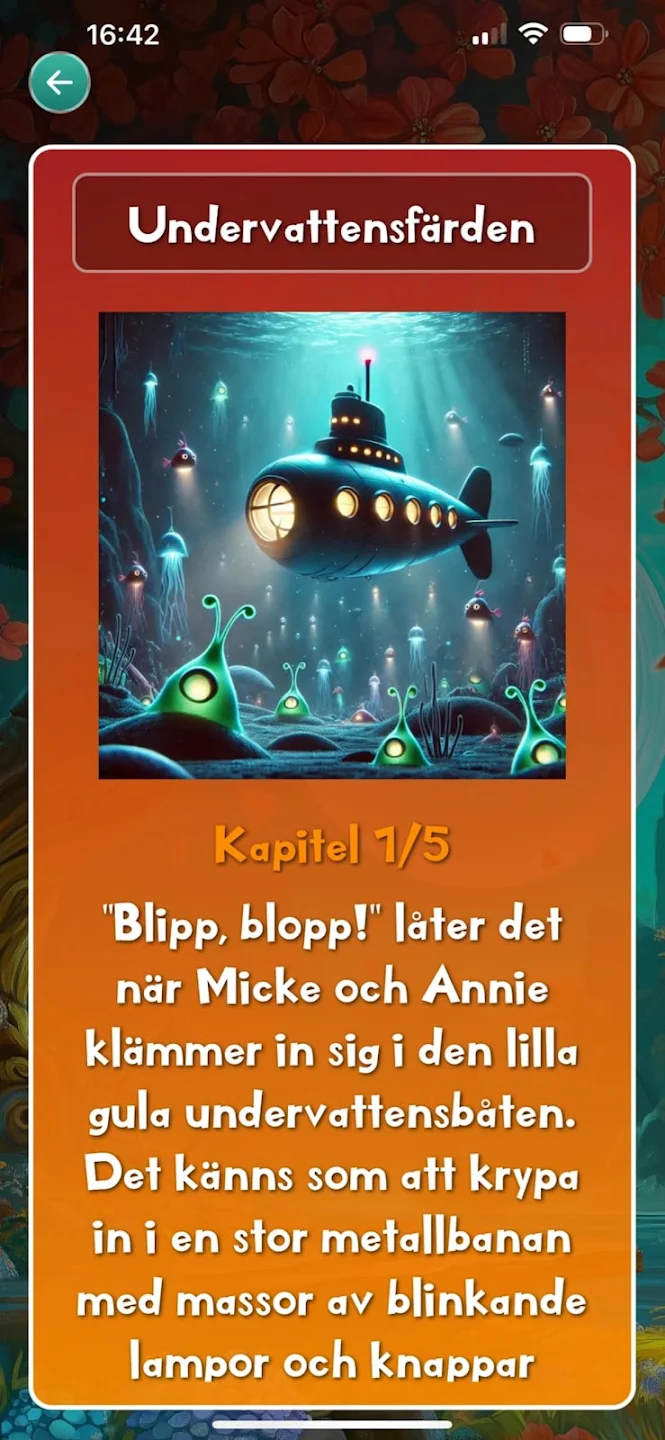 16:42
Undervattensfärden
Kapitel 1/5
"Blipp, blopp!" låter det
när Micke och Annie
klämmer in sig i den lilla
gula undervattensbåten.
Det känns som att krypa
in i en stor metallbanan
med massor av blinkande
lampor och knappar